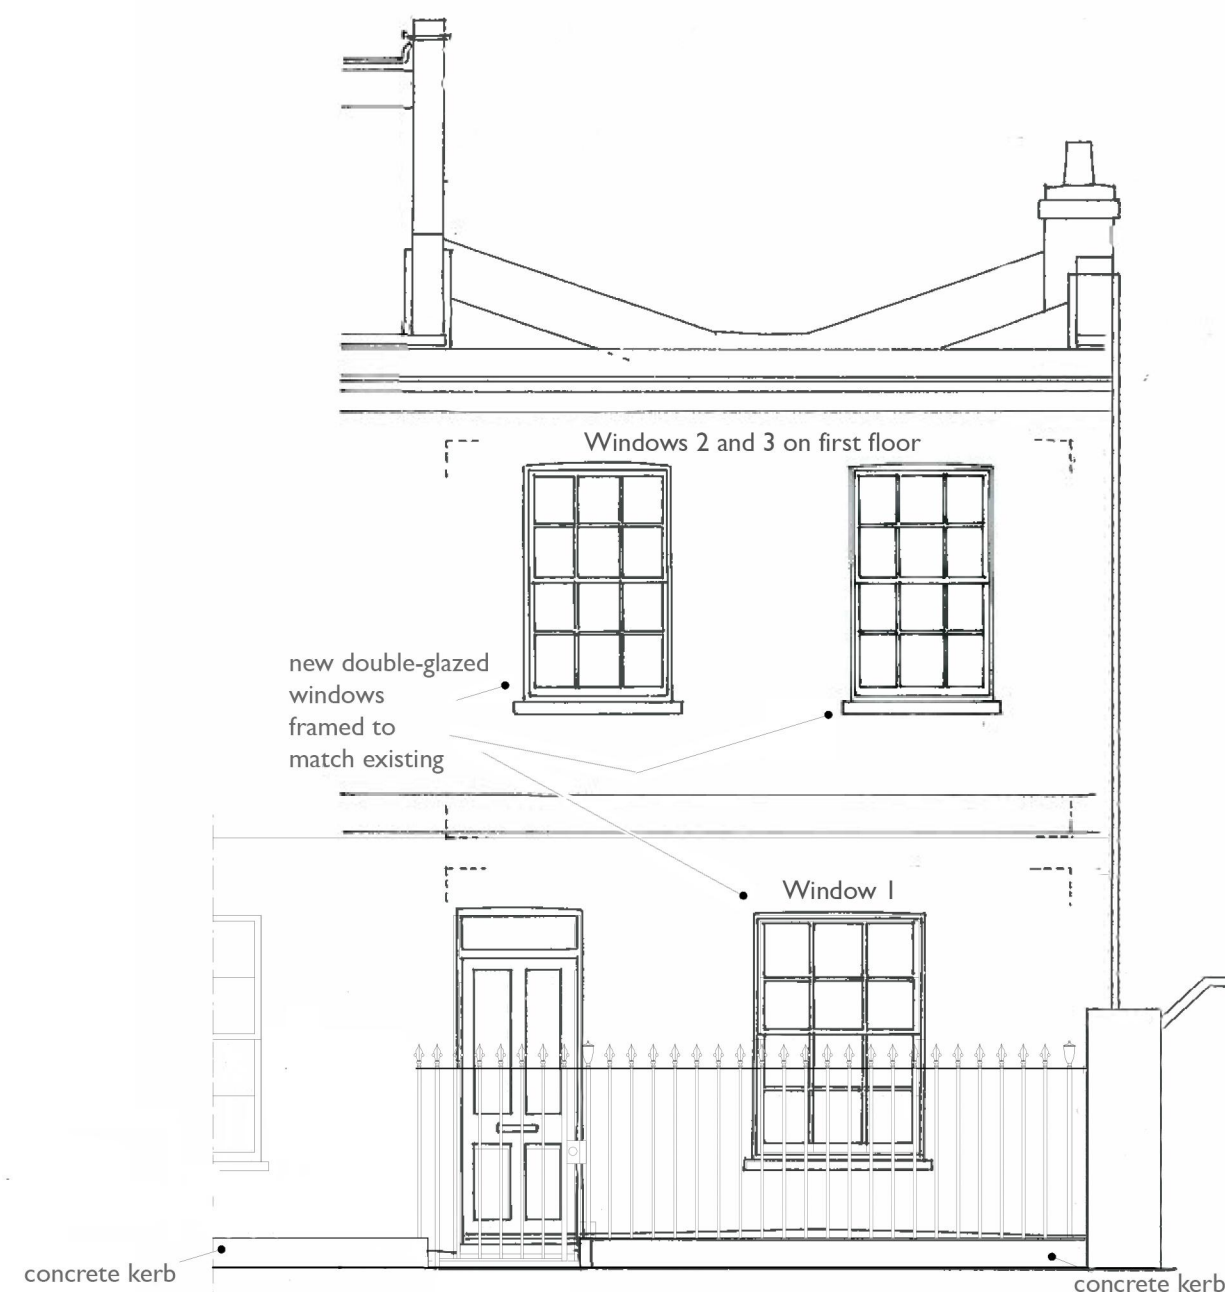 Windows 2 and 3 on first floor
new double-glazed
windows
framed to
match existing
Window 1
concrete kerb
concrete kerb